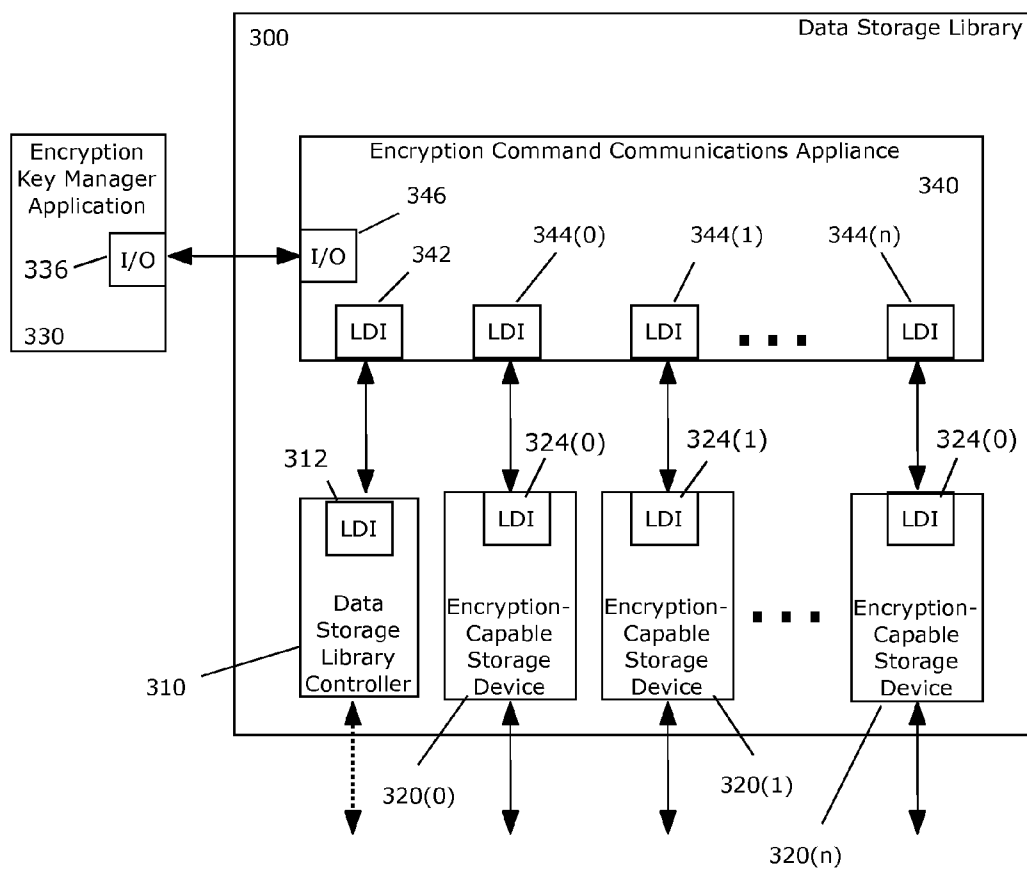 300
Data Storage Library
Encryption
Key Manager
Application
336
I/O
330
Encryption Command Communications Appliance
340
346
I/O
342
344(0)
344(1)
344(n)
LDI
LDI
LDI
LDI
312
324(0)
324(1)
324(0)
LDI
LDI
LDI
LDI
Data
Storage
Library
Controller
Encryption-
Capable
Storage
Device
Encryption-
Capable
Storage
Device
Encryption-
Capable
Storage
Device
310
320(0)
320(1)
320(n)